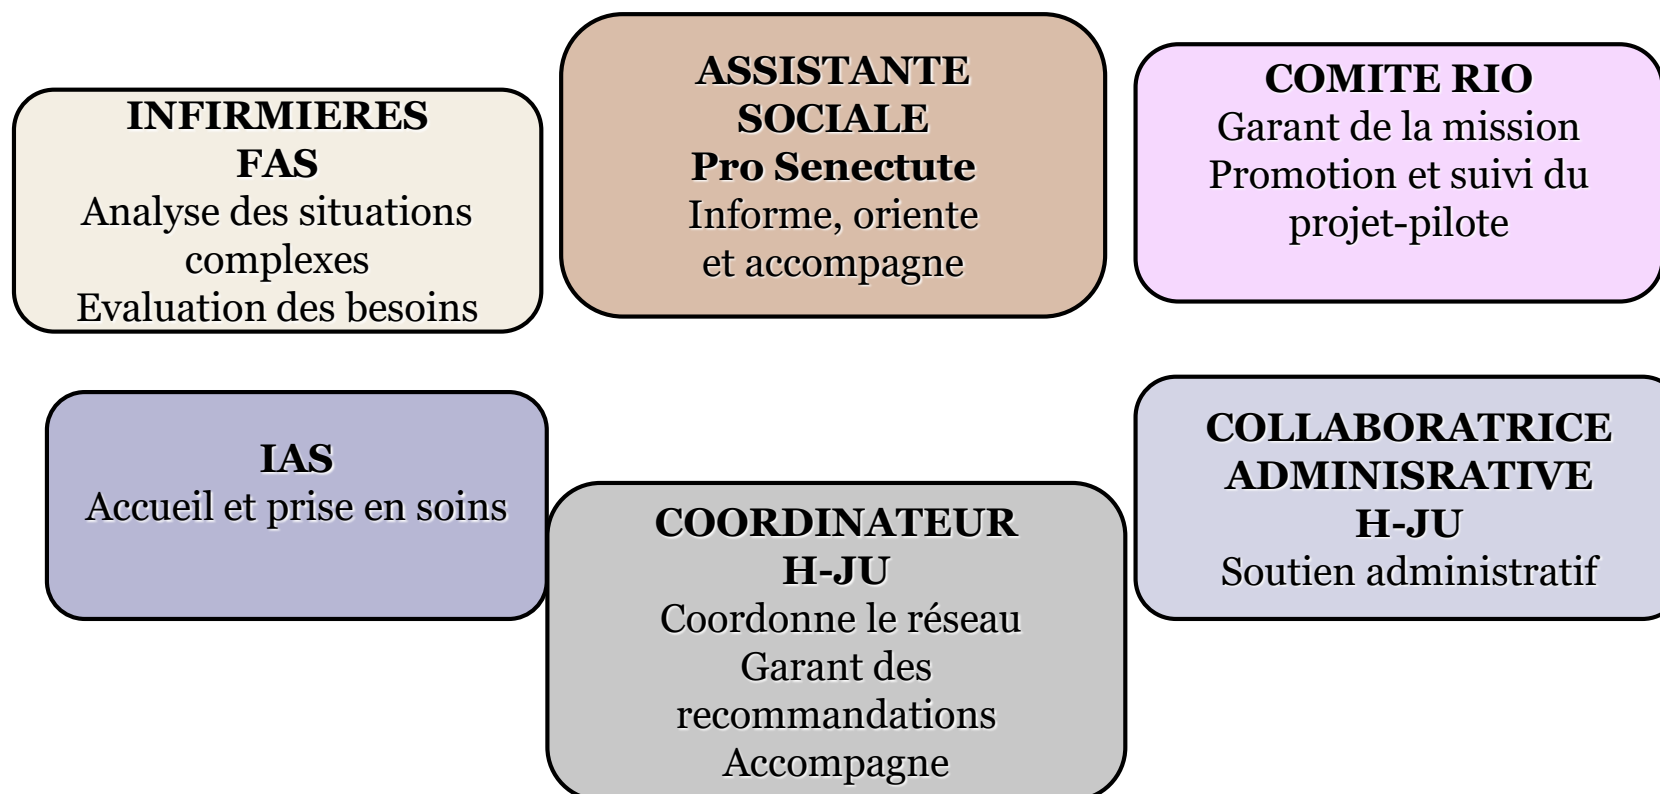 INFIRMIERES
FAS
Analyse des situations
complexes
Evaluation des besoins
ASSISTANTE
SOCIALE
Pro Senectute
Informe, oriente
et accompagne
COMITE RIO
Garant de la mission
Promotion et suivi du
projet-pilote
IAS
Accueil et prise en soins
COORDINATEUR
H-JU
Coordonne le réseau
Garant des
recommandations
Accompagne
COLLABORATRICE
ADMINISRATIVE
H-JU
Soutien administratif